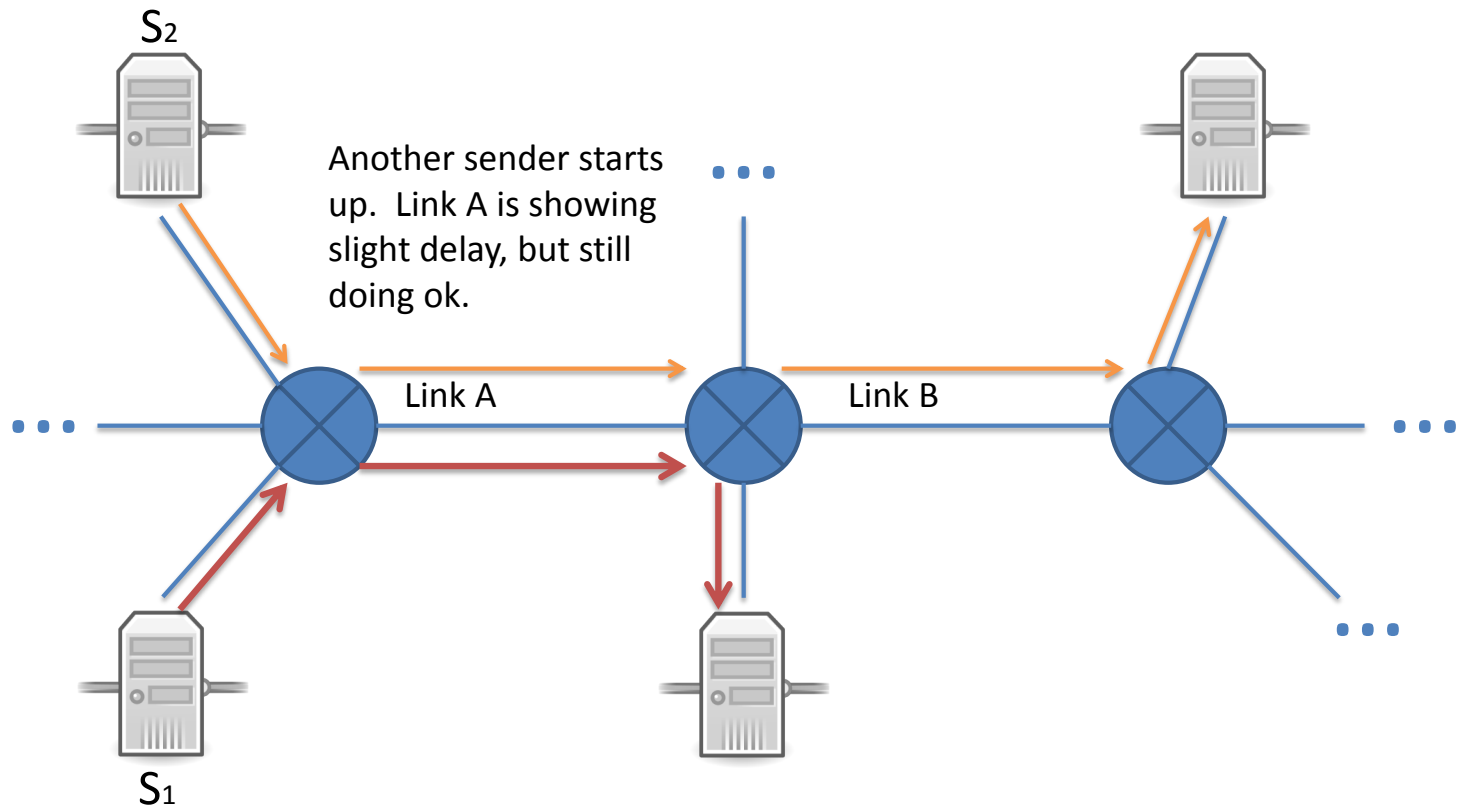 S2
Another sender starts
up.  Link A is showing
slight delay, but still
doing ok.
...
Link A
Link B
...
...
...
S1